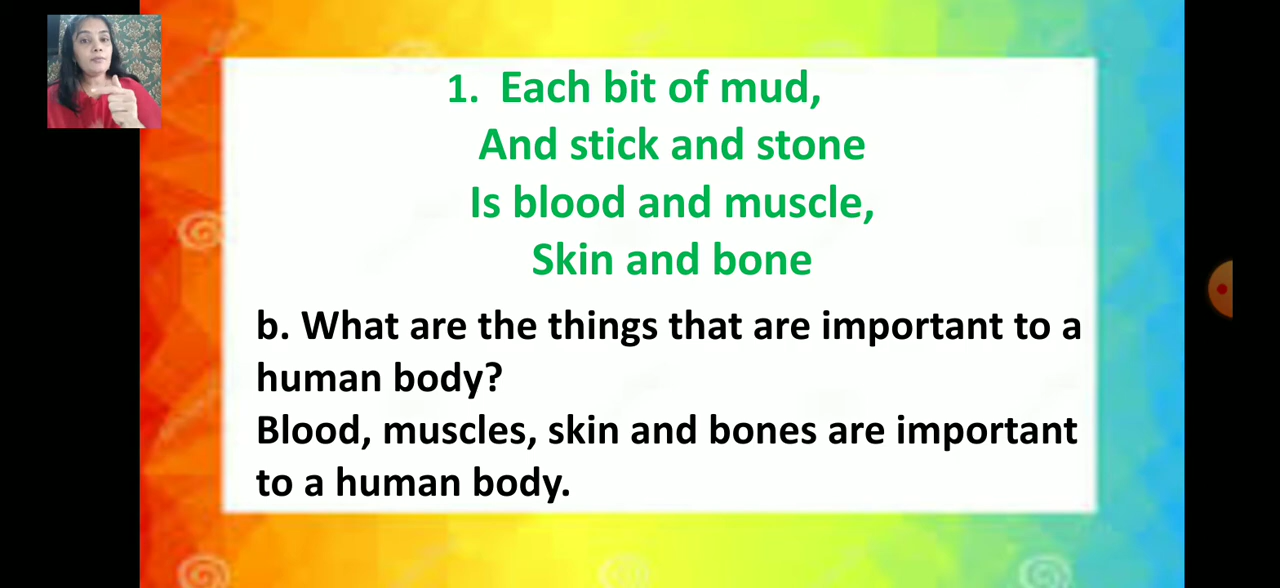 1. Each bit of mud,
And stick and stone
Is blood and muscle,
Skin and bone
b. What are the things that are important to a
human body?
Blood, muscles, skin and bones are important
to a human body.